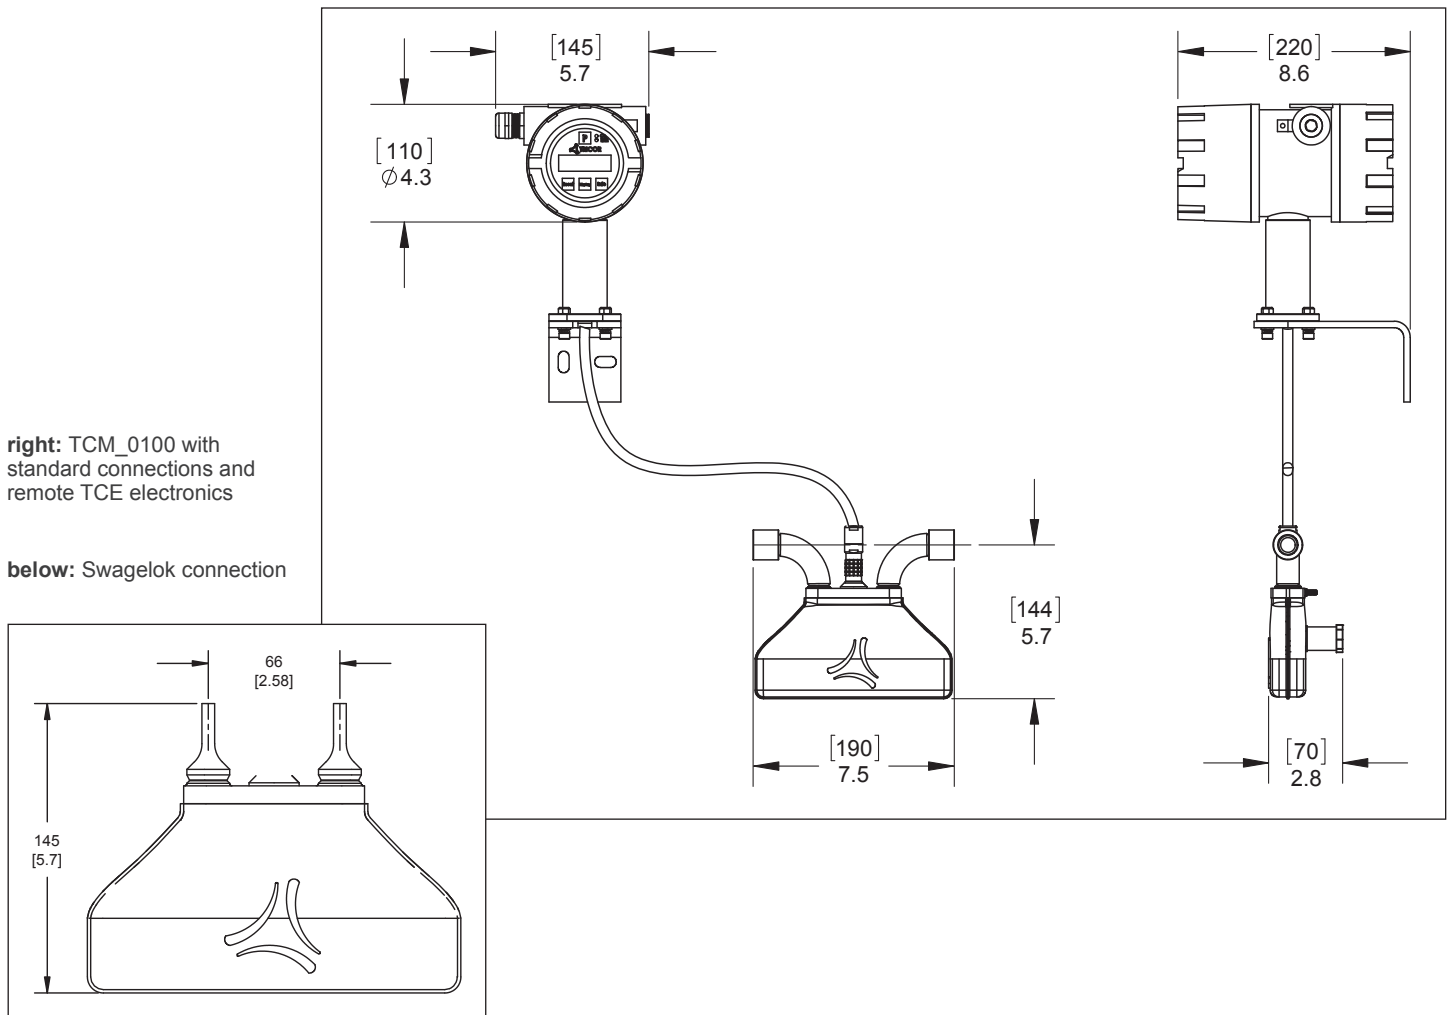 [145]
5.7
[220]
8.6
[110]
Ø4.3
P
TRICOR
right: TCM_0100 with
standard connections and
remote TCE electronics
below: Swagelok connection
[144]
5.7
[190]
7.5
[70]
2.8
66
[2.58]
145
[5.7]